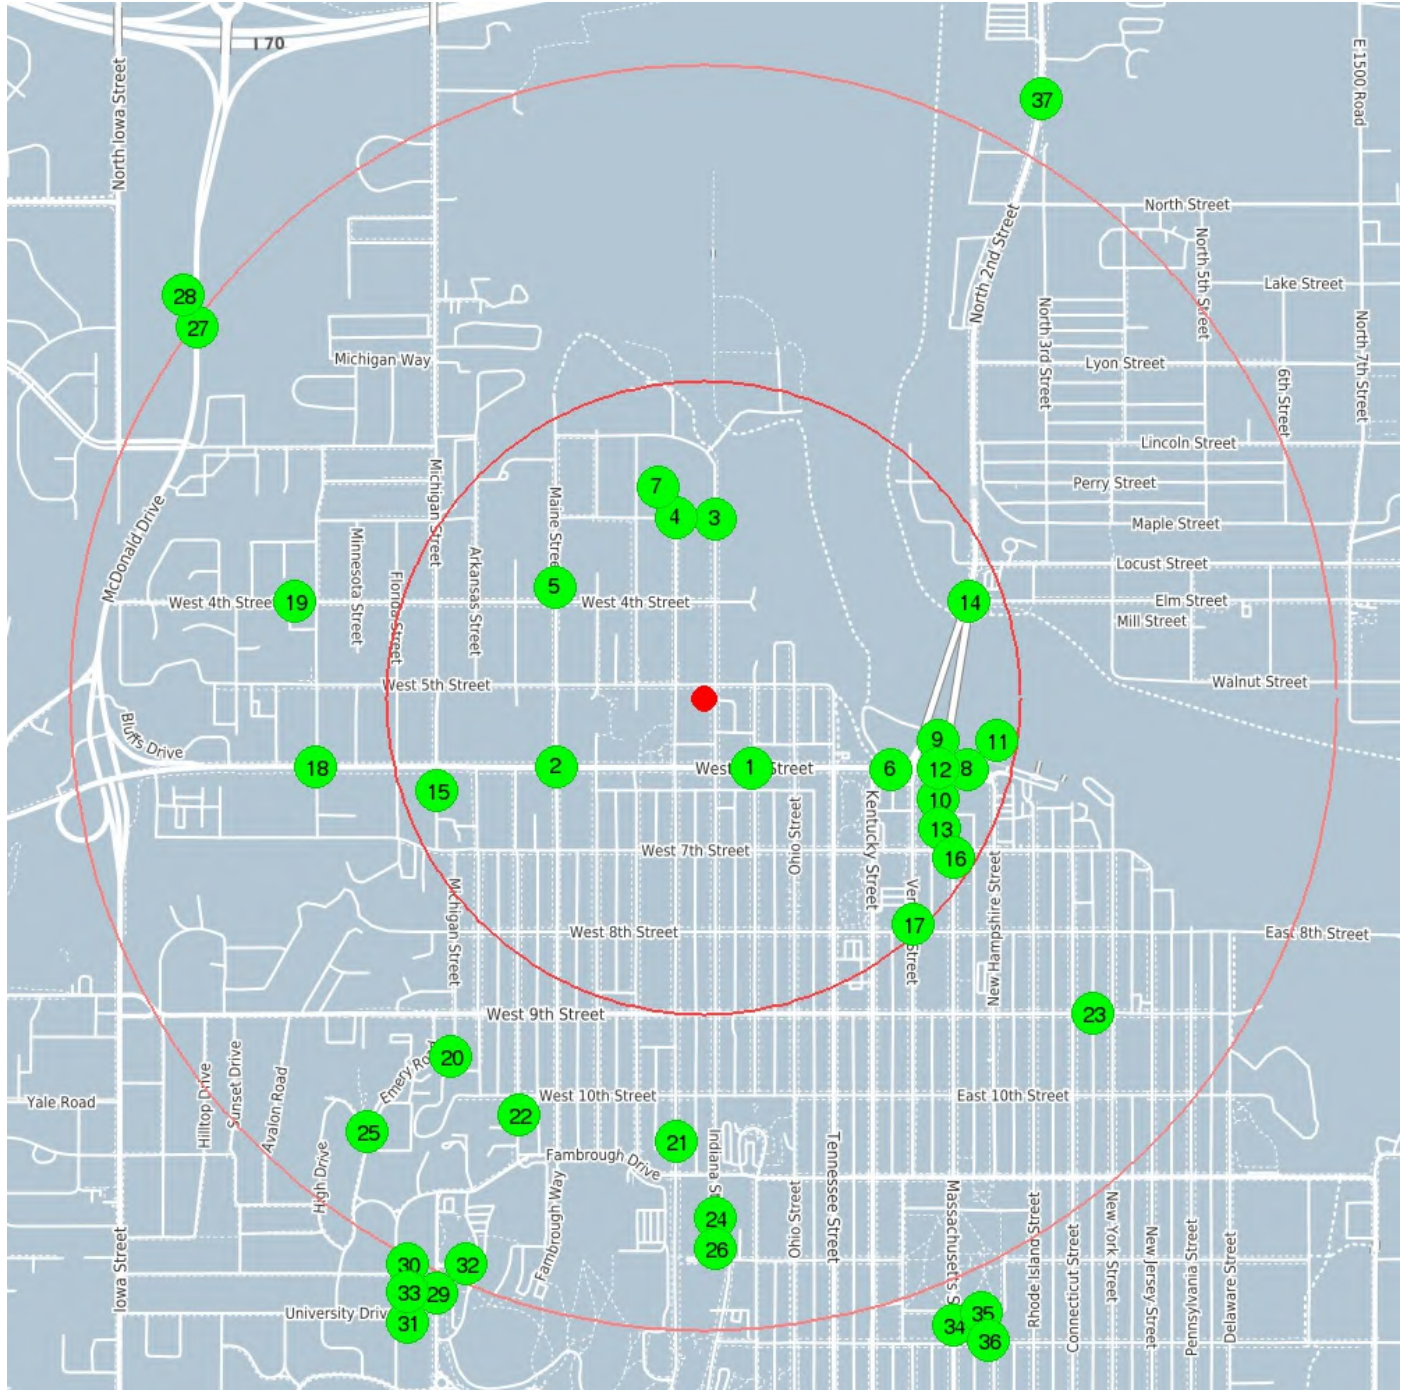 I 70
North Iowa Street
E 1500 Road
37
North Street
North 2nd Street
North 5th Street
28
Lake Street
27
North 3rd Street
North 7th Street
Michigan Way
Lyon Street
6th Street
Lincoln Street
Michigan Street
7
Perry Street
Maine Stree
4
3
Maple Street
McDonald Drive
Minnesota Street
Arkansas Street
Locust Street
Florida Street
5
West 4th Stree
19
West 4th Street
14
Elm Street
Mill Street
West 5th Street
Walnut Street
Bluffs Drive
9
11
18
2
West
1
Street
6
12
8
15
Kentucky Street
10
Ohio Street
13
West 7th Street
16
New Hampshire Street
Michigan Street
Ver
17
Street
West 8th Street
East 8th Street
West 9th Street
23
Hilltop Drive
Sunset Drive
Avalon Road
Emery Ro
20
Yale Road
West 10th Street
East 10th Street
22
25
High Drive
21
Fambrough Drive
Indiana S
Tennessee Street
Fambrough Way
Ohio Street
Massachusetts S
Rhode Island Street
Connecticut Street
New York Street
New Jersey Street
Pennsylvania Street
Delaware Street
24
26
Iowa Street
30
32
33
29
University Driv
31
35
34
36